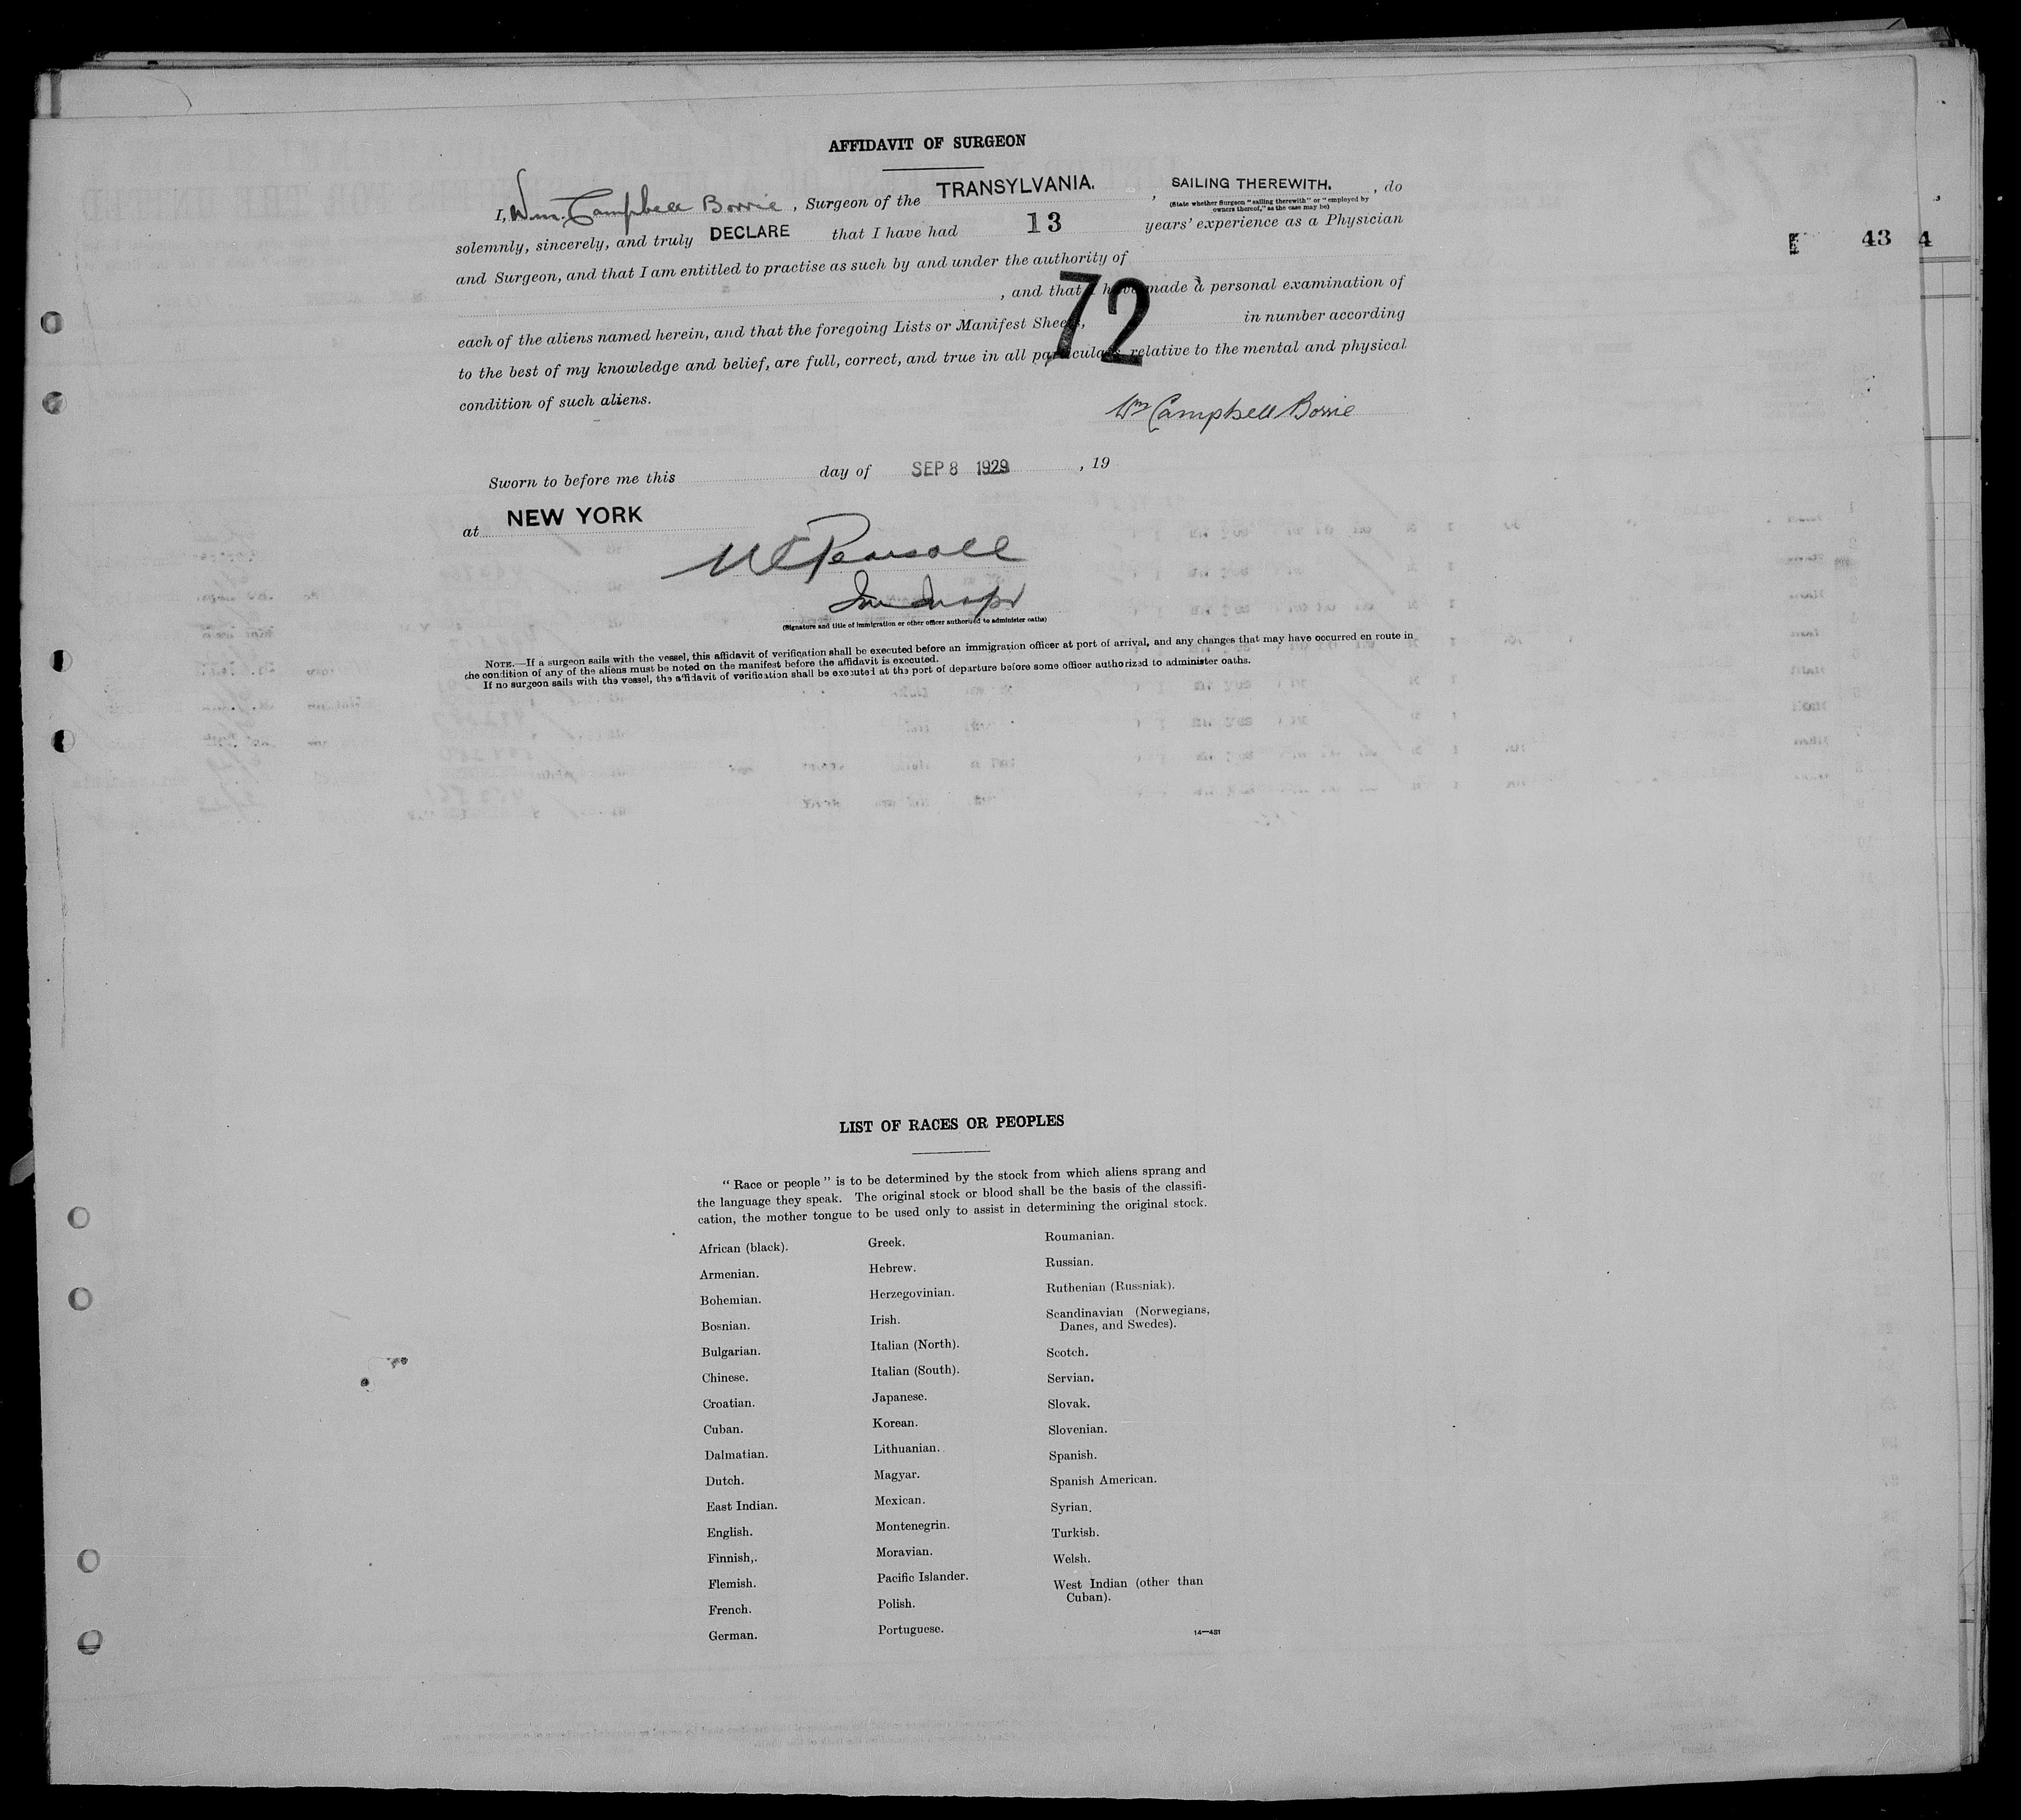 AFFIDAVIT OF SURGEON
I, Wm. Campbell Borrie, Surgeon of the TRANSYLVANIA. , SAILING THEREWITH. , do
(State whether Surgeon "sailing therewith" or "employed by
owners thereof," as the case may be)
solemnly, sincerely, and truly DECLARE that I have had 13 years' experience as a Physician
and Surgeon, and that I am entitled to practise as such by and under the authority of
, and that I have made a personal examination of
72
each of the aliens named herein, and that the foregoing Lists or Manifest Sheets, in number according
to the best of my knowledge and belief, are full, correct, and true in all particulars relative to the mental and physical
condition of such aliens.
Wm Campbell Borrie
Sworn to before me this day of SEP 8 1929 , 19
at NEW YORK
(Signature and title of immigration or other officer authorized to administer oaths)
NOTE.—If a surgeon sails with the vessel, this affidavit of verification shall be executed before an immigration officer at port of arrival, and any changes that may have occurred en route in
the condition of any of the aliens must be noted on the manifest before the affidavit is executed.
If no surgeon sails with the vessel, the affidavit of verification shall be executed at the port of departure before some officer authorized to administer oaths.
43 4
LIST OF RACES OR PEOPLES
"Race or people" is to be determined by the stock from which aliens sprang and
the language they speak. The original stock or blood shall be the basis of the classifi-
cation, the mother tongue to be used only to assist in determining the original stock.
African (black).
Armenian.
Bohemian.
Bosnian.
Bulgarian.
Chinese.
Croatian.
Cuban.
Dalmatian.
Dutch.
East Indian.
English.
Finnish,.
Flemish.
French.
German.
Greek.
Hebrew.
Herzegovinian.
Irish.
Italian (North).
Italian (South).
Japanese.
Korean.
Lithuanian.
Magyar.
Mexican.
Montenegrin.
Moravian.
Pacific Islander.
Polish.
Portuguese.
Roumanian.
Russian.
Ruthenian (Russniak).
Scandinavian (Norwegians,
Danes, and Swedes).
Scotch.
Servian.
Slovak.
Slovenian.
Spanish.
Spanish American.
Syrian.
Turkish.
Welsh.
West Indian (other than
Cuban).
14—431